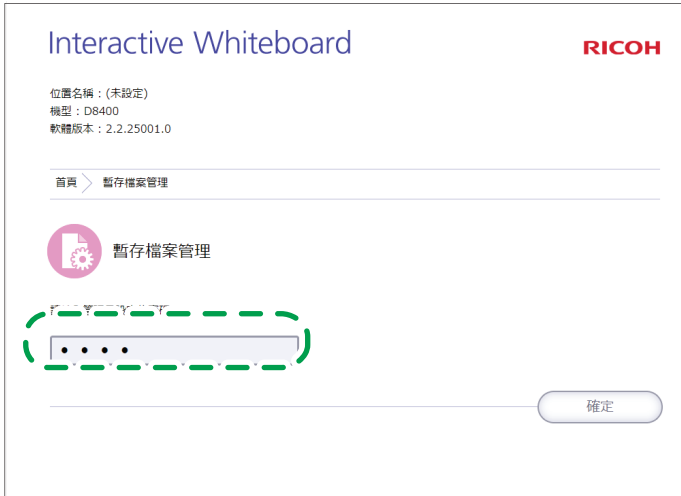 Interactive Whiteboard
RICOH
位置名稱：(未設定)
機型：D8400
軟體版本：2.2.25001.0
首頁
暫存檔案管理
暫存檔案管理
••••
確定